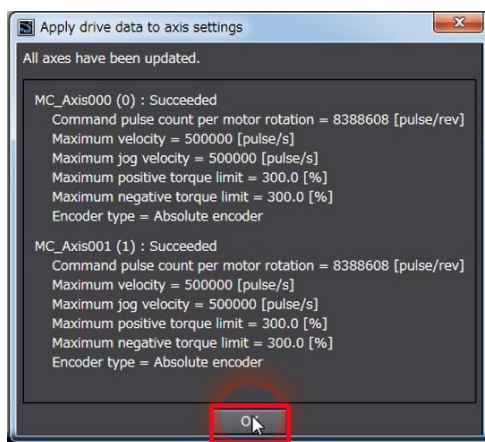 Apply drive data to axis settings
All axes have been updated.
MC_Axis000 (0) : Succeeded
Command pulse count per motor rotation = 8388608 [pulse/rev]
Maximum velocity = 500000 [pulse/s]
Maximum jog velocity = 500000 [pulse/s]
Maximum positive torque limit = 300.0 [%]
Maximum negative torque limit = 300.0 [%]
Encoder type = Absolute encoder
MC_Axis001 (1) : Succeeded
Command pulse count per motor rotation = 8388608 [pulse/rev]
Maximum velocity = 500000 [pulse/s]
Maximum jog velocity = 500000 [pulse/s]
Maximum positive torque limit = 300.0 [%]
Maximum negative torque limit = 300.0 [%]
Encoder type = Absolute encoder
OK